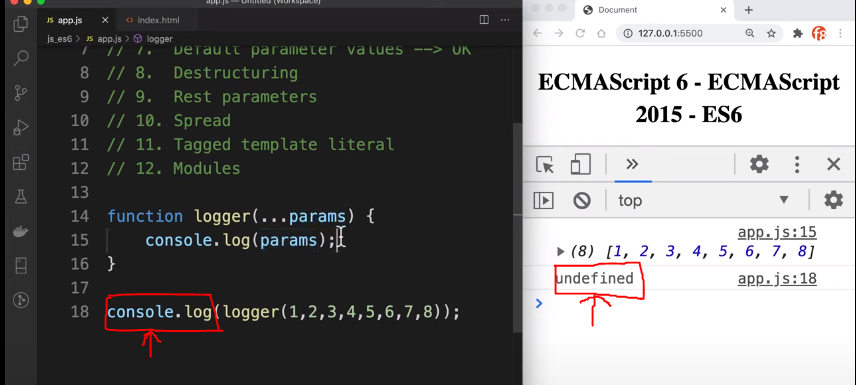 app.js — Untitled (Workspace)
JS app.js ×
<> index.html
...
js_es6 > JS app.js > logger
7 // 7. Default parameter values --> OK
8 // 8. Destructuring
9 // 9. Rest parameters
10 // 10. Spread
11 // 11. Tagged template literal
12 // 12. Modules
13
14 function logger(...params) {
15 console.log(params);
16 }
17
18 console.log(logger(1,2,3,4,5,6,7,8));
Document ×
127.0.0.1:5500
ECMAScript 6 - ECMAScript
2015 - ES6
top
app.js:15
(8) [1, 2, 3, 4, 5, 6, 7, 8]
undefined app.js:18